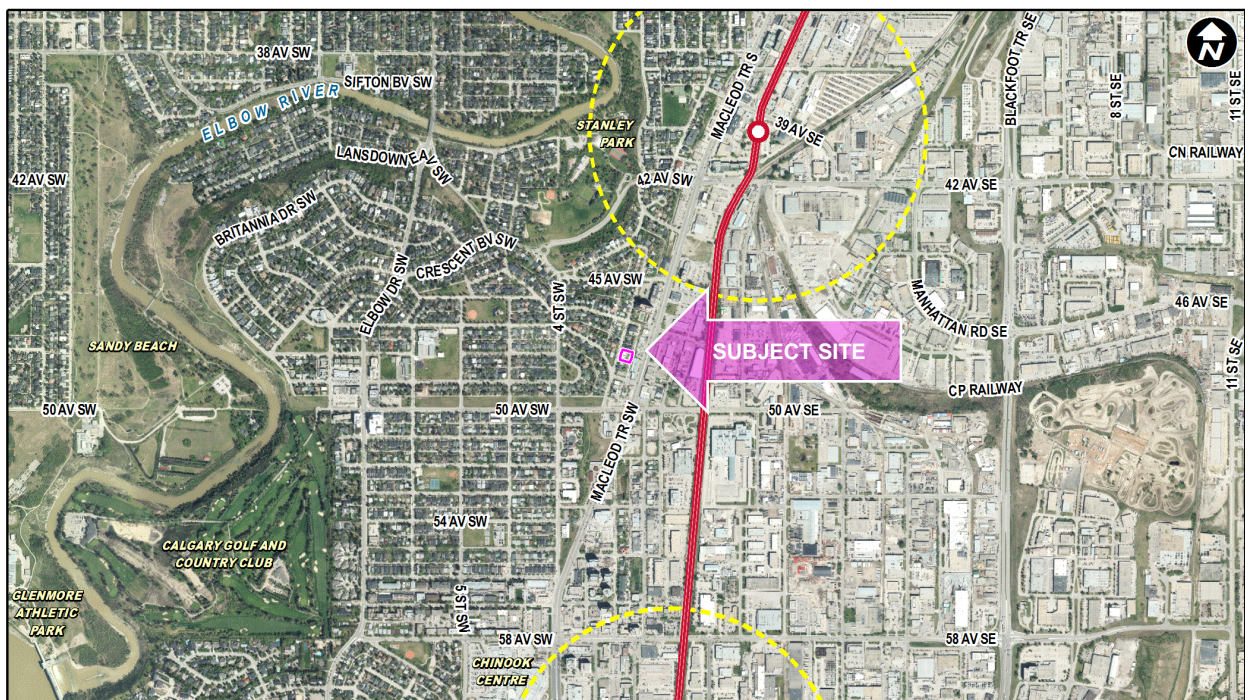 38 AV SW
SIFTON BV SW
ELBOW RIVER
STANLEY
PARK
MACLEOD TR S
39 AV SE
BLACKFOOT TR SE
8 ST SE
11 ST SE
N
CN RAILWAY
LANSDOWNE AV SW
42 AV SW
42 AV SW
42 AV SE
BRITANNIA DR SW
CRESCENT BV SW
ELBOW DR SW
45 AV SW
4 ST SW
MANHATTAN RD SE
46 AV SE
SANDY BEACH
SUBJECT SITE
CP RAILWAY
11 ST SE
50 AV SW
50 AV SW
50 AV SE
MACLEOD TR SW
54 AV SW
CALGARY GOLF AND
COUNTRY CLUB
GLENMORE
ATHLETIC
PARK
5 ST SW
58 AV SW
58 AV SE
CHINOOK
CENTRE